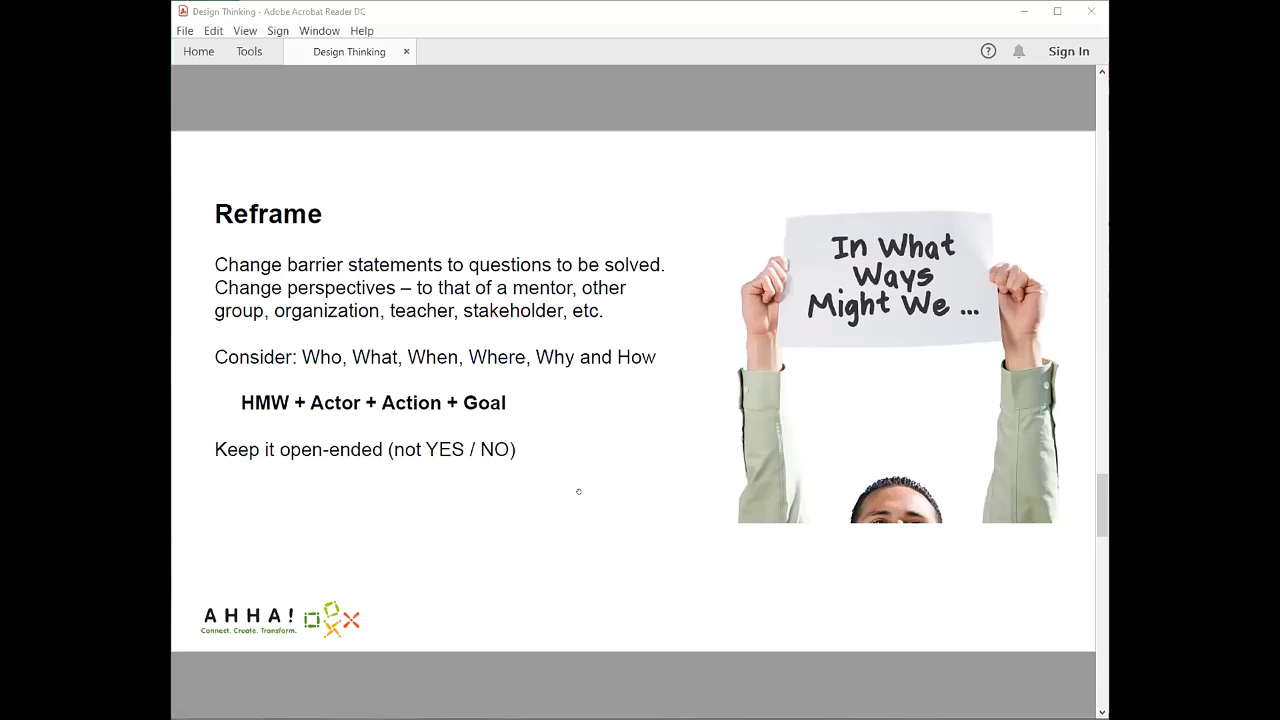 Design Thinking - Adobe Acrobat Reader DC
File Edit View Sign Window Help
Home Tools Design Thinking × Sign In
Reframe
Change barrier statements to questions to be solved.
Change perspectives – to that of a mentor, other
group, organization, teacher, stakeholder, etc.
Consider: Who, What, When, Where, Why and How
HMW + Actor + Action + Goal
Keep it open-ended (not YES / NO)
In What
Ways
Might We ...
AHHA!
Connect. Create. Transform.